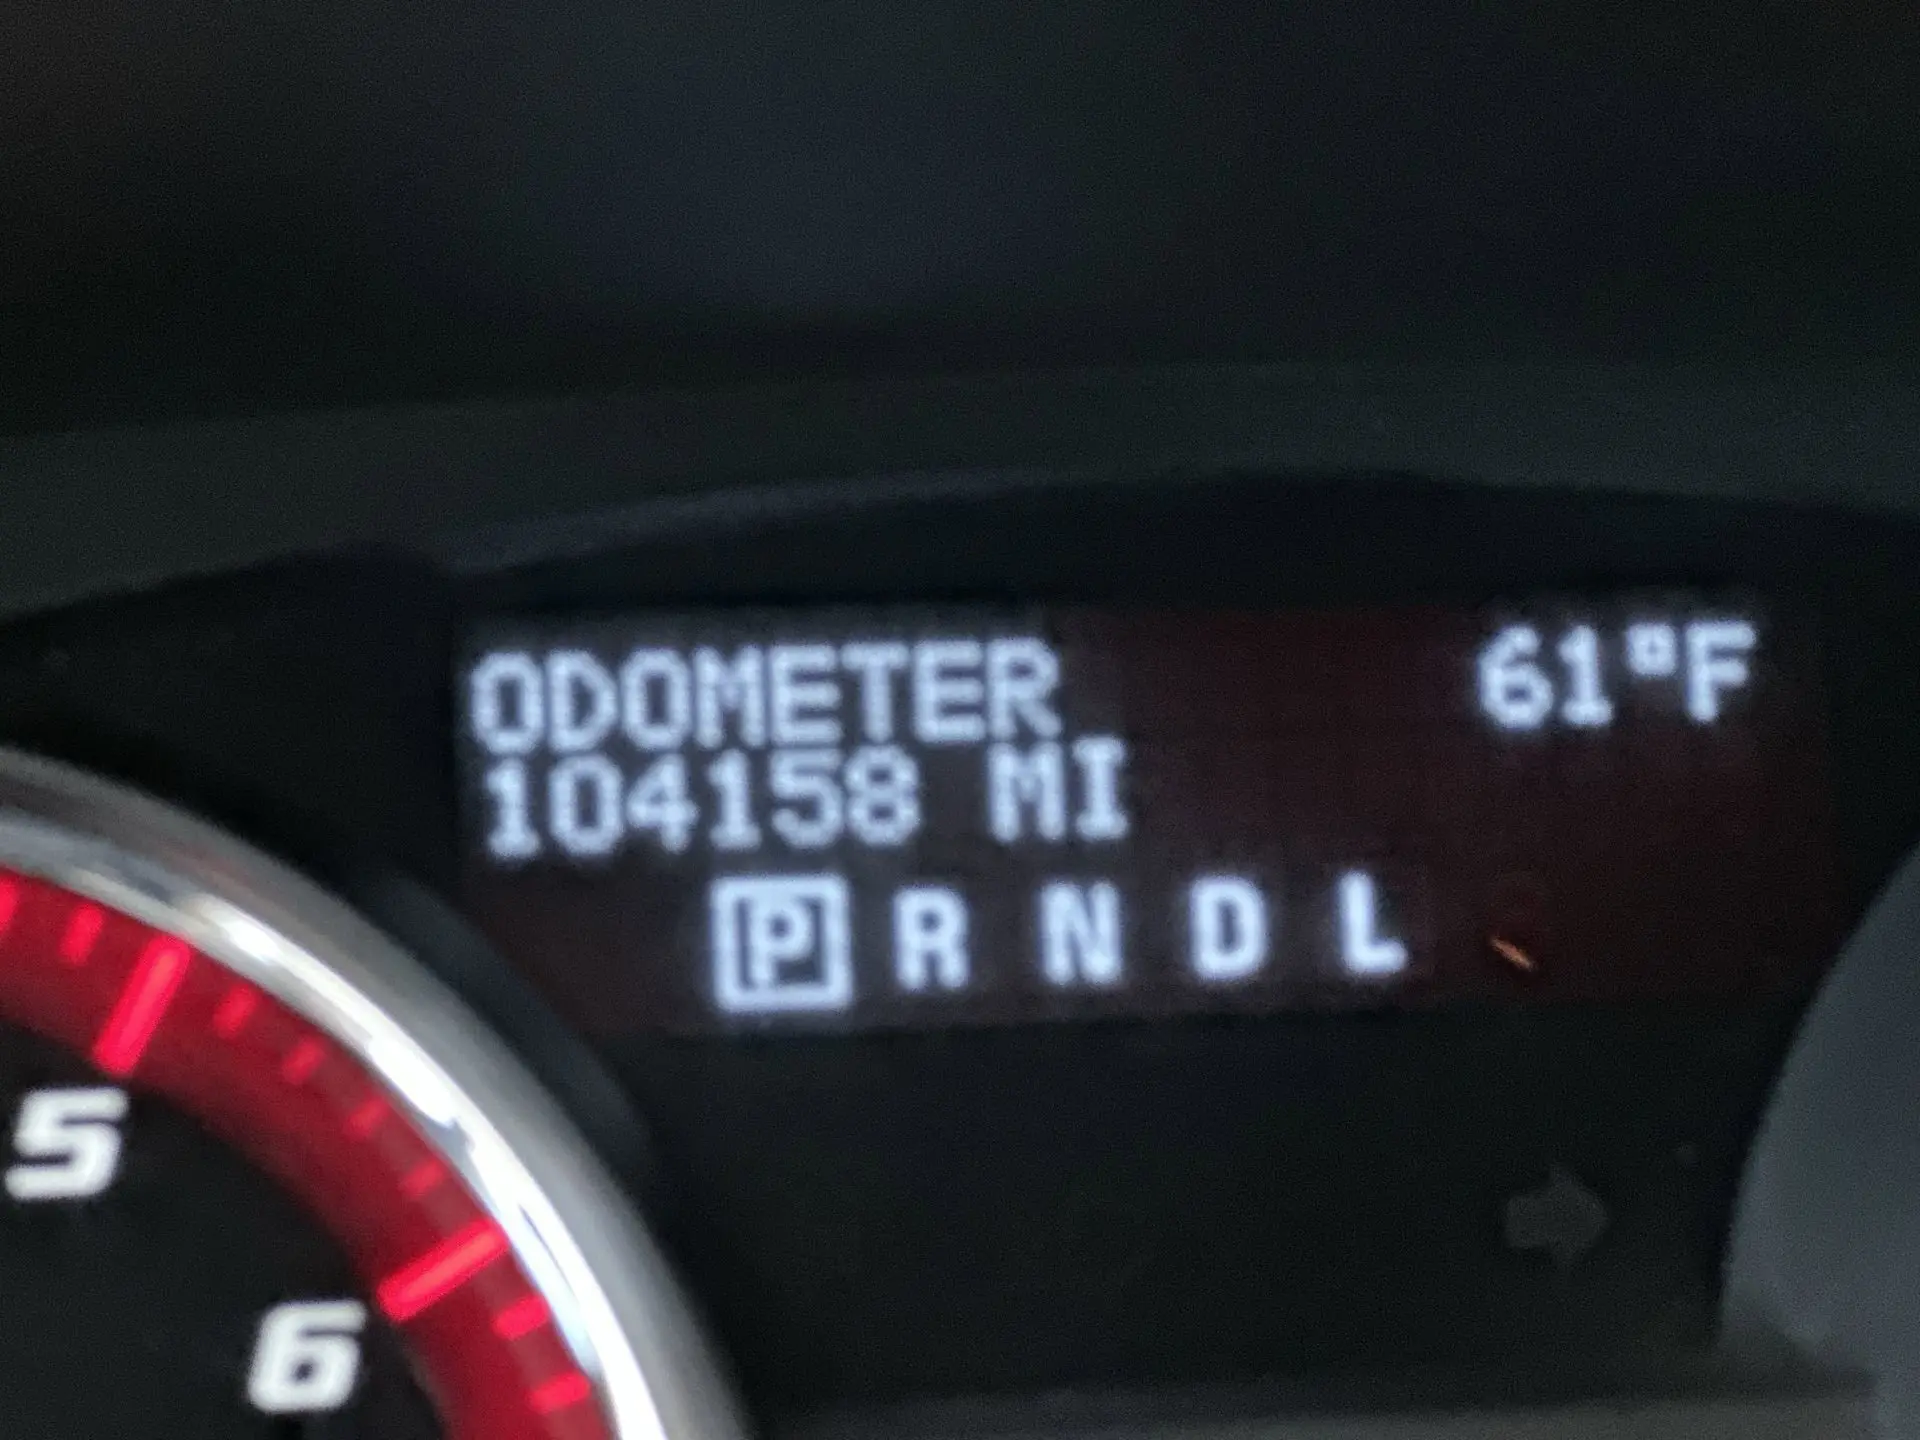 ODOMETER 61°F
104158 MI
P R N D L
5
6